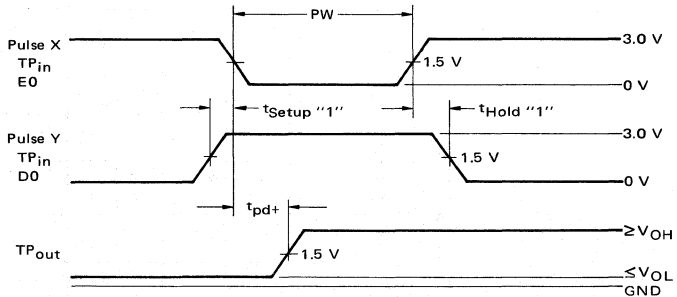 PW
Pulse X
TPin
E0
3.0 V
1.5 V
0 V
tSetup "1"
tHold "1"
Pulse Y
TPin
D0
3.0 V
1.5 V
0 V
tpd+
TPout
1.5 V
≥VOH
≤VOL
GND